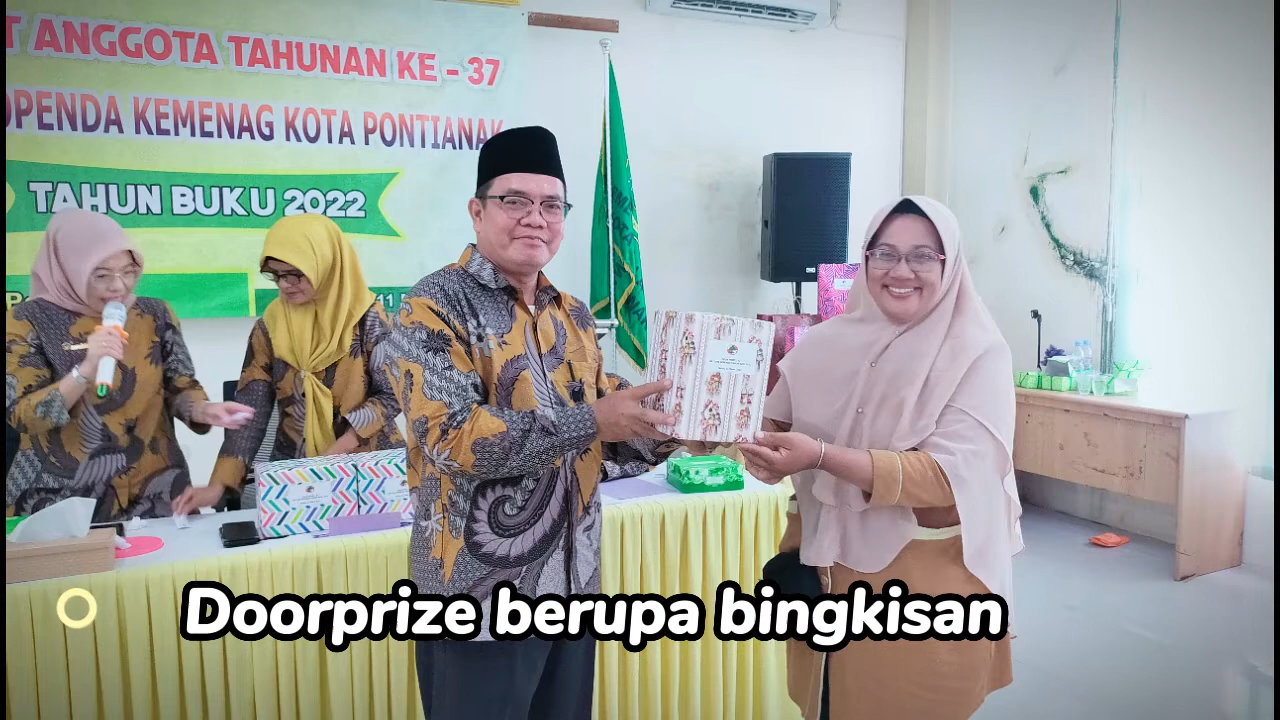 T ANGGOTA TAHUNAN KE - 37
OPENDA KEMENAG KOTA PONTIANAK
TAHUN BUKU 2022
Doorprize berupa bingkisan